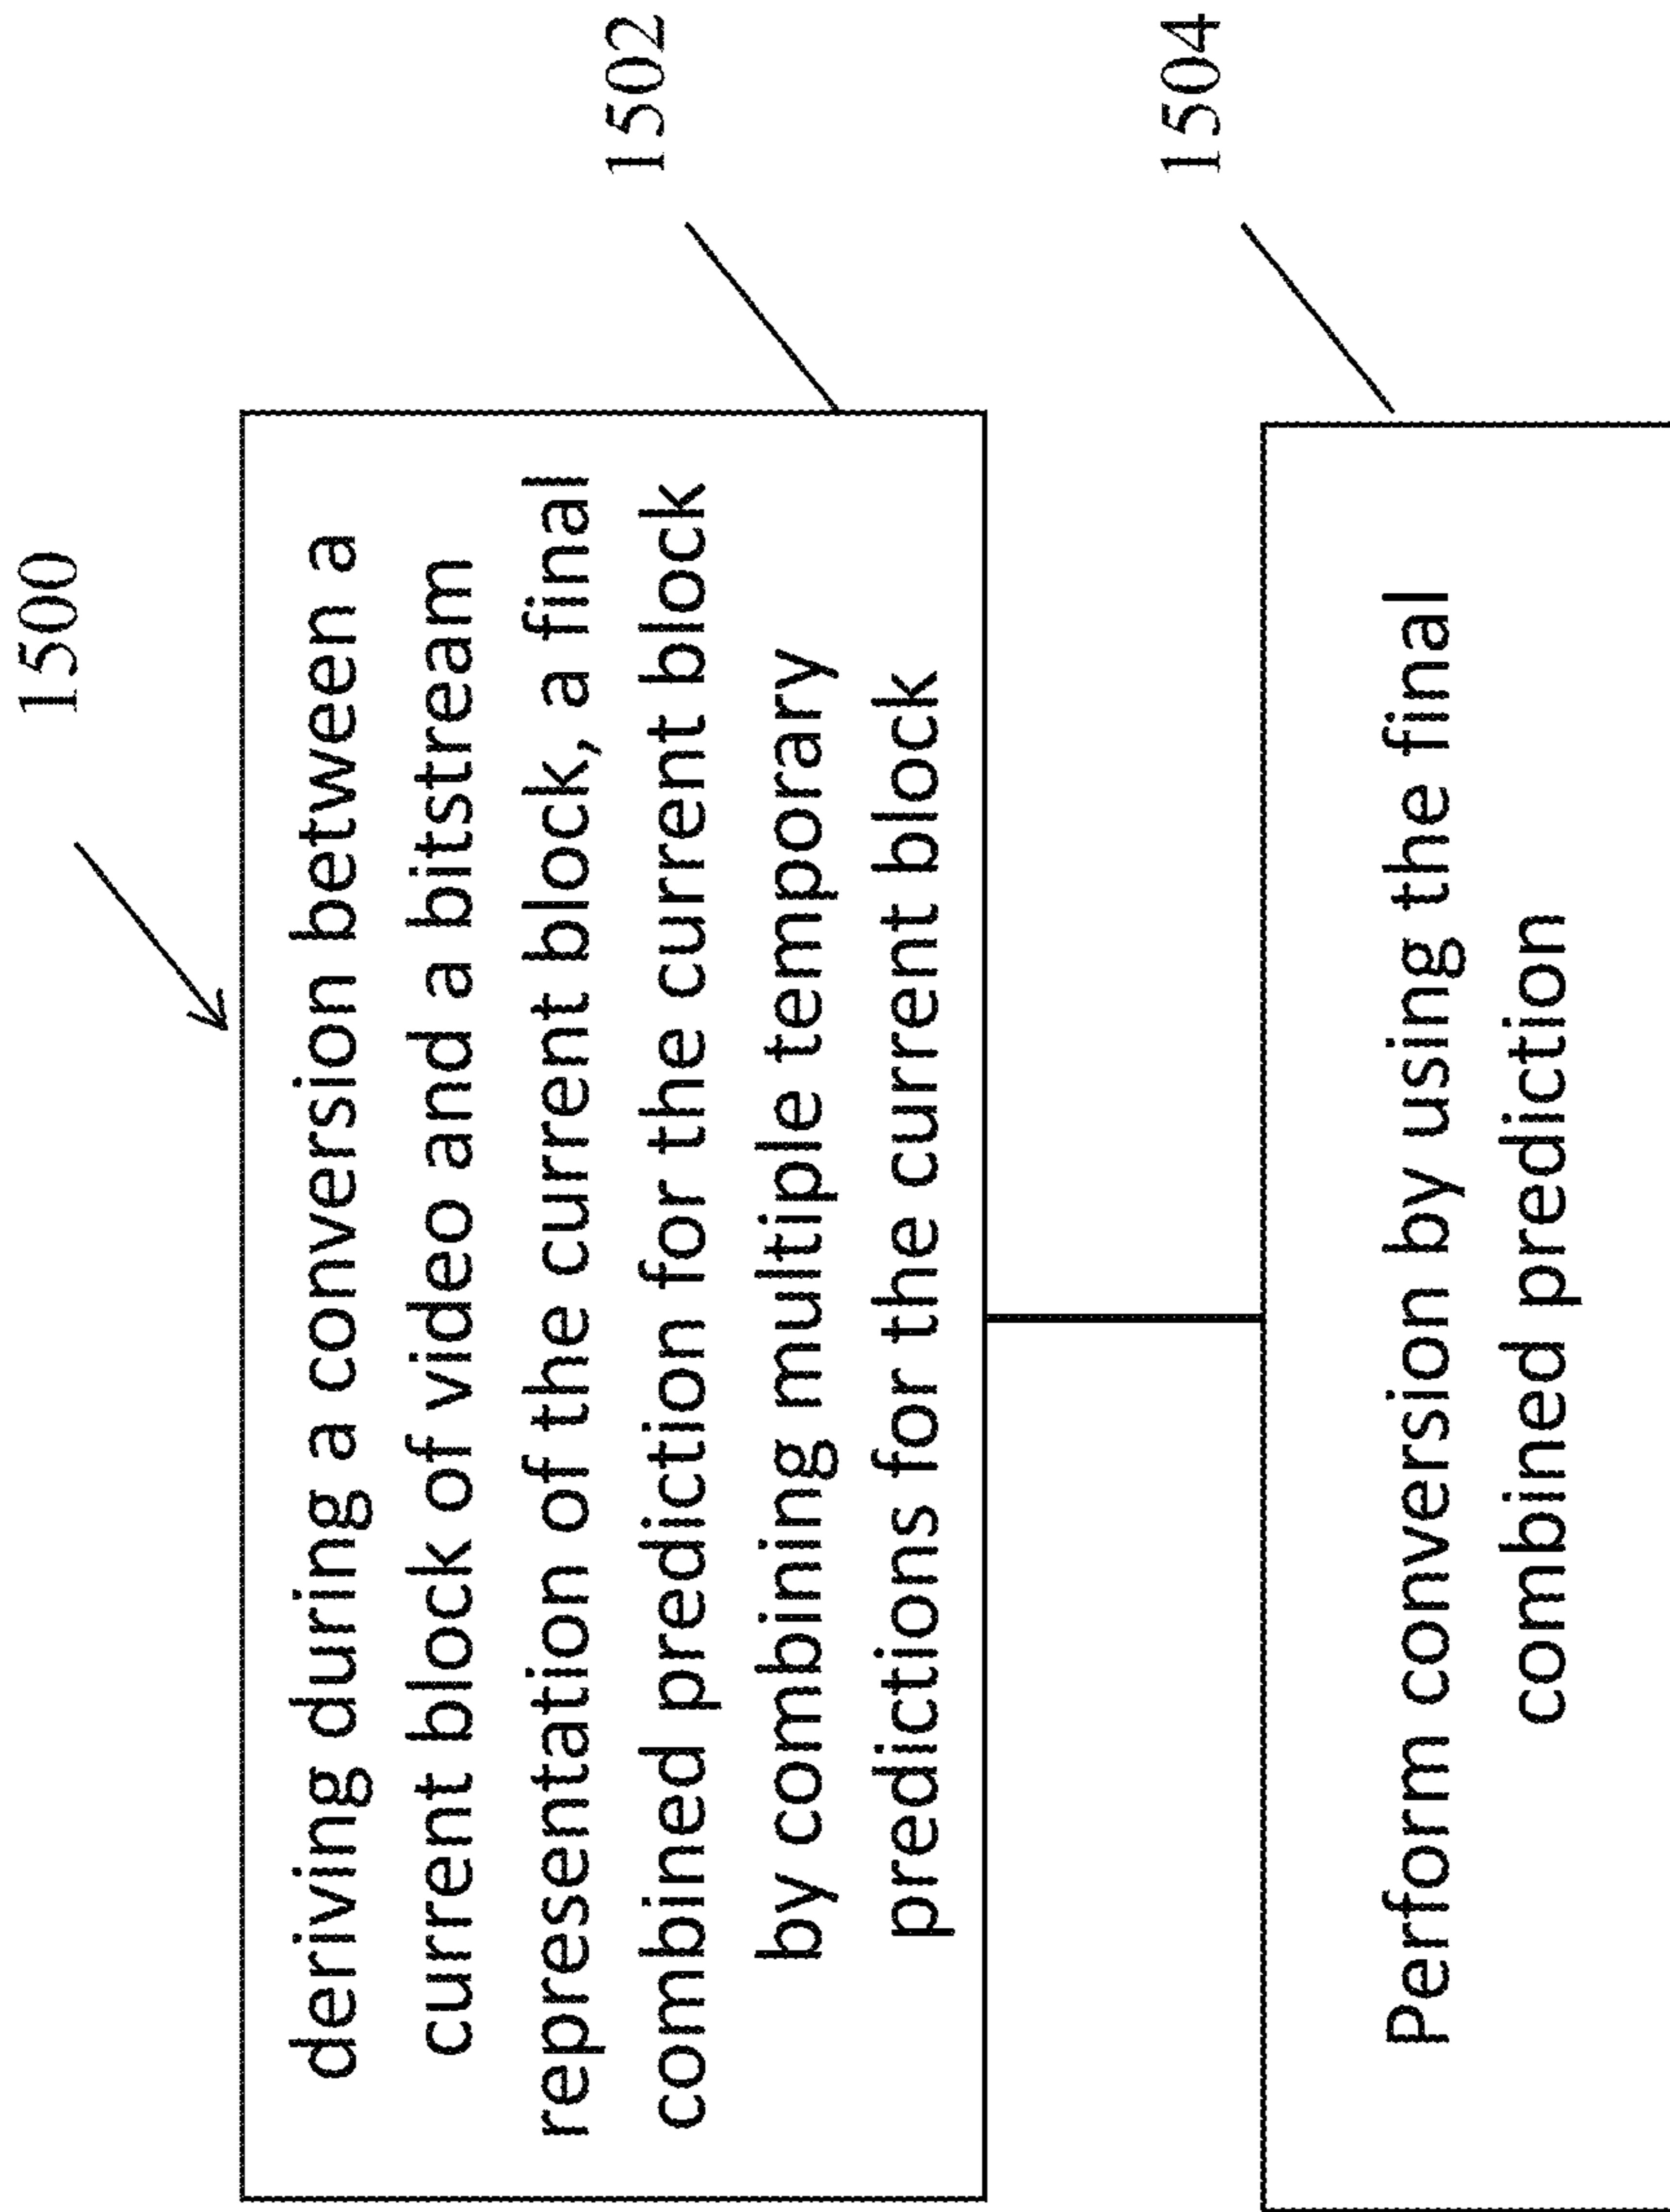 1500
deriving during a conversion between a
current block of video and a bitstream
representation of the current block, a final
combined prediction for the current block
by combining multiple temporary
predictions for the current block
1502
Perform conversion by using the final
combined prediction
1504